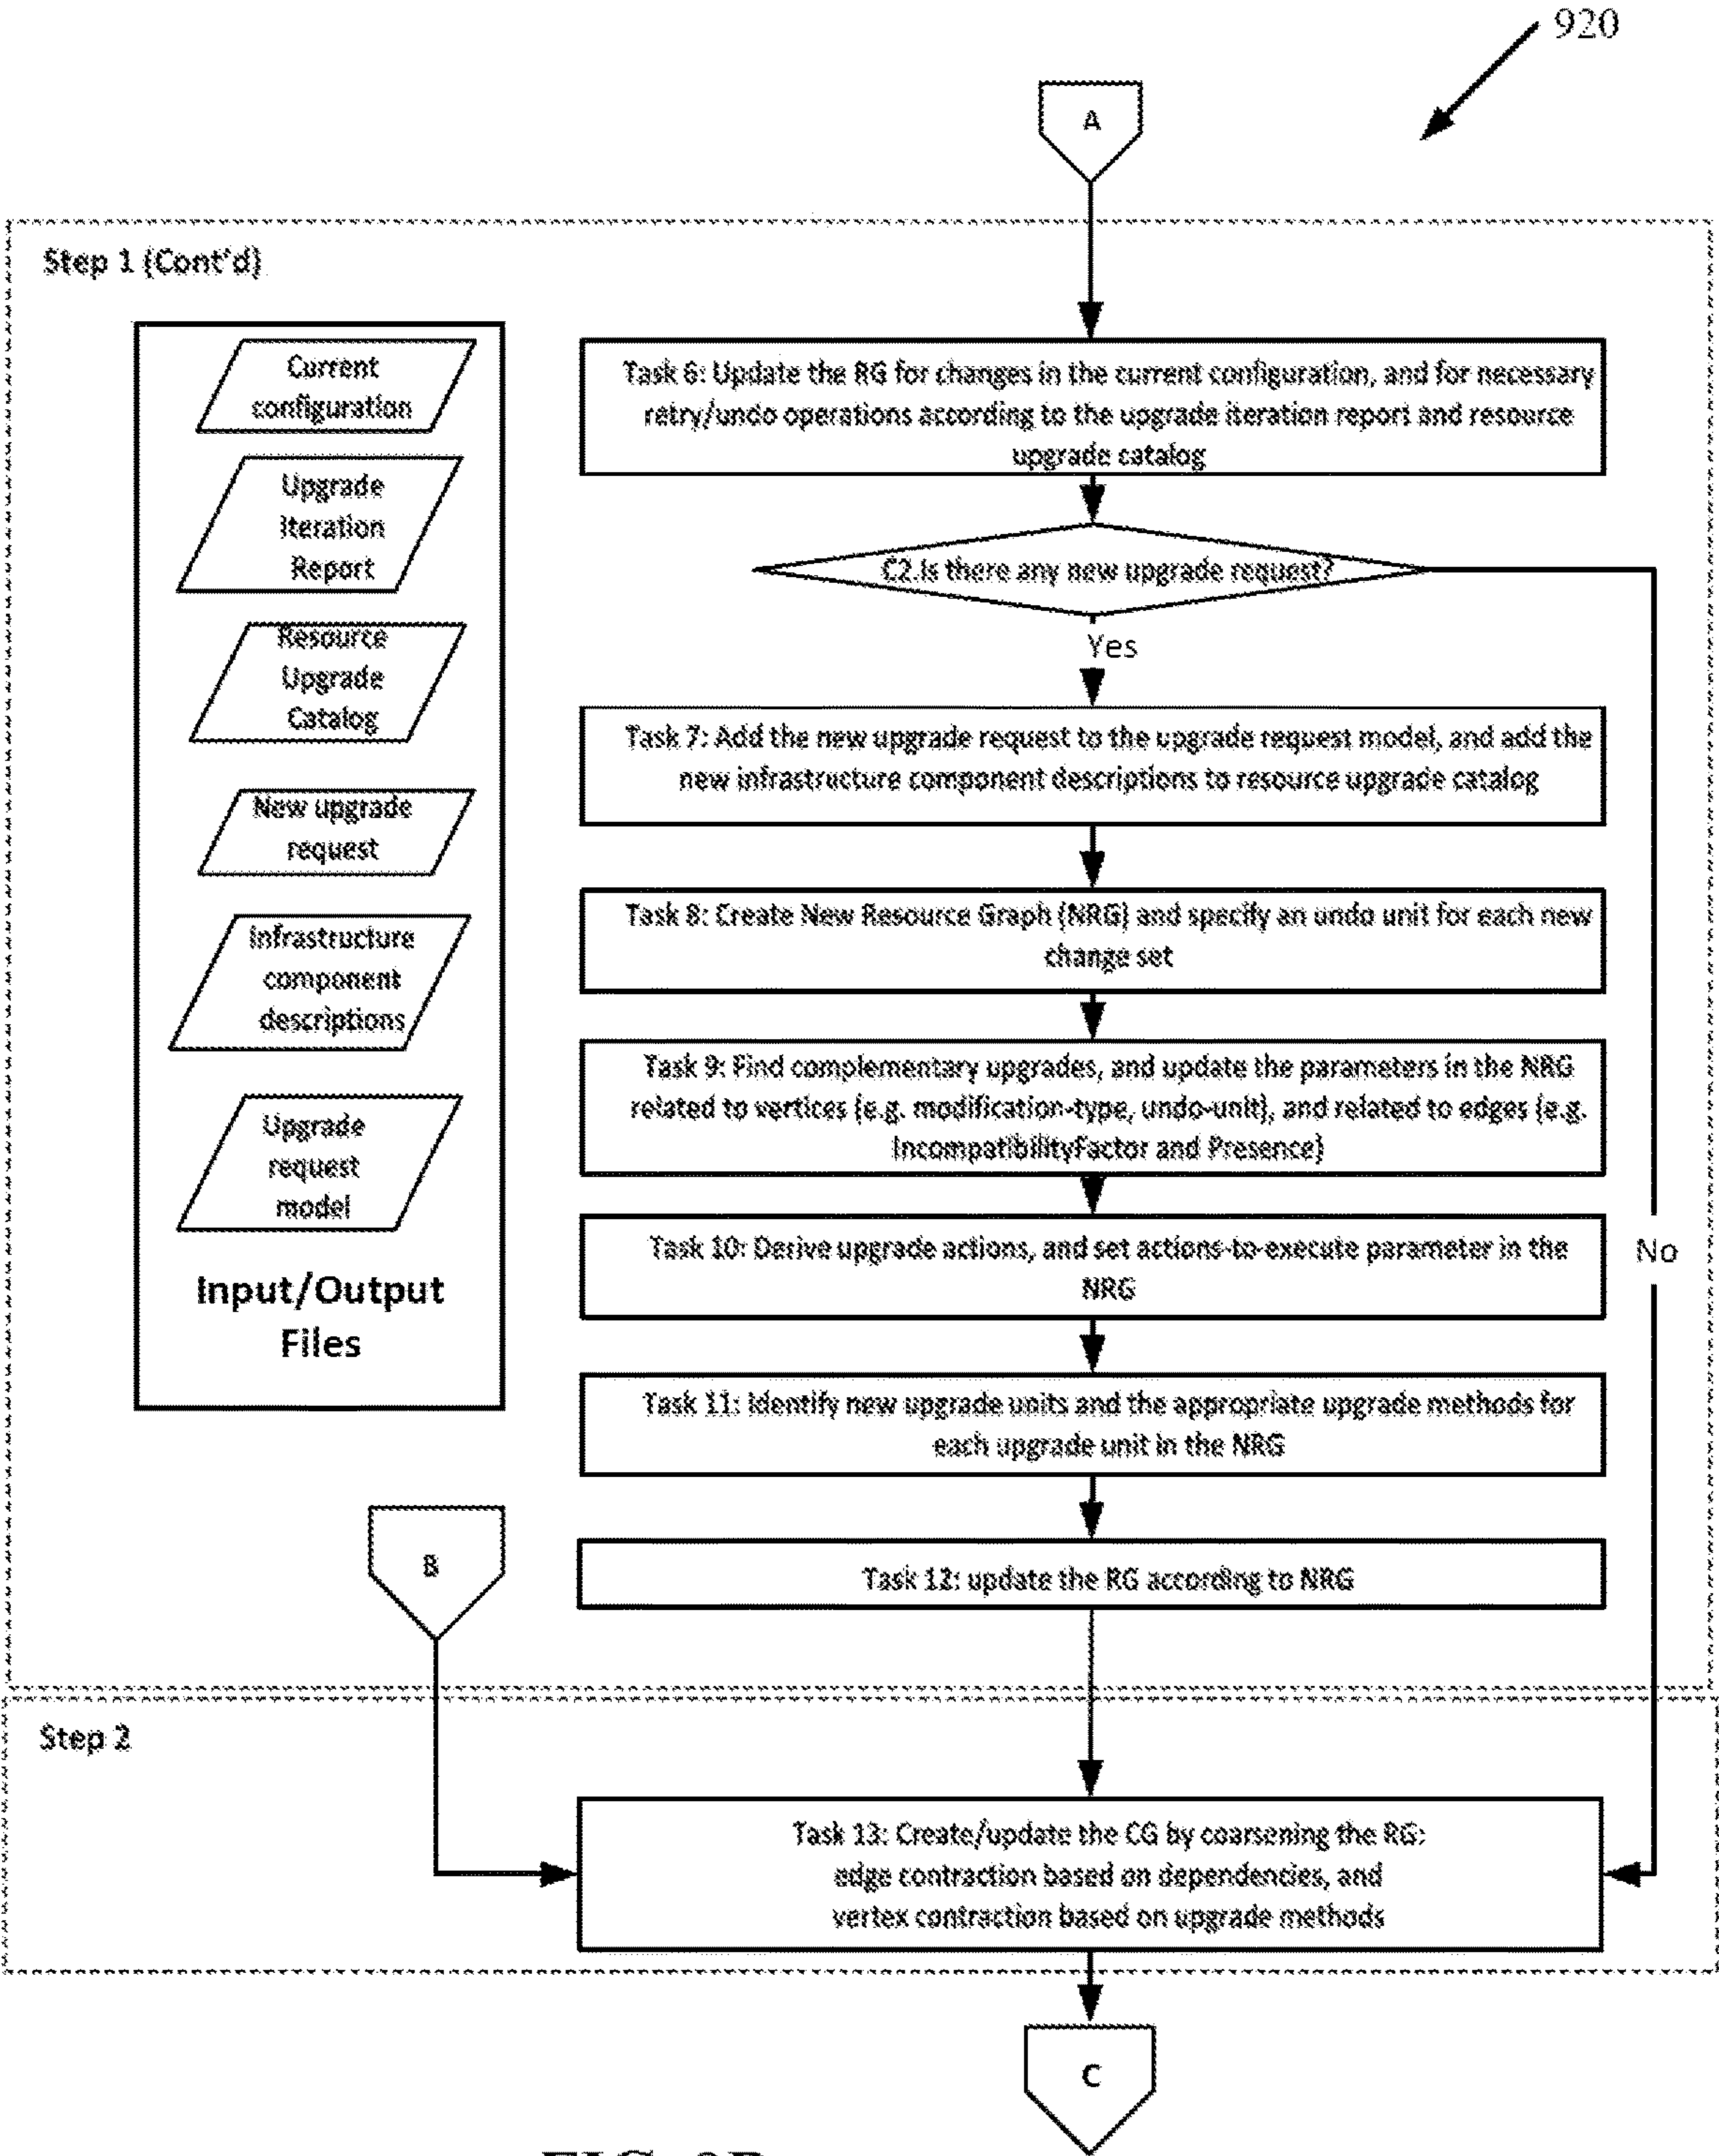 920
A
Step 1 (Cont'd)
Current
configuration
Upgrade
Iteration
Report
Resource
Upgrade
Catalog
New upgrade
request
Infrastructure
component
descriptions
Upgrade
request
model
Input/Output
Files
Task 6: Update the RG for changes in the current configuration, and for necessary
retry/undo operations according to the upgrade iteration report and resource
upgrade catalog
C2.Is there any new upgrade request?
Yes
Task 7: Add the new upgrade request to the upgrade request model, and add the
new infrastructure component descriptions to resource upgrade catalog
Task 8: Create New Resource Graph (NRG) and specify an undo unit for each new
change set
Task 9: Find complementary upgrades, and update the parameters in the NRG
related to vertices (e.g. modification-type, undo-unit), and related to edges (e.g.
IncompatibilityFactor and Presence)
Task 10: Derive upgrade actions, and set actions-to-execute parameter in the
NRG
No
Task 11: Identify new upgrade units and the appropriate upgrade methods for
each upgrade unit in the NRG
B
Task 12: update the RG according to NRG
Step 2
Task 13: Create/update the CG by coarsening the RG:
edge contraction based on dependencies, and
vertex contraction based on upgrade methods
C